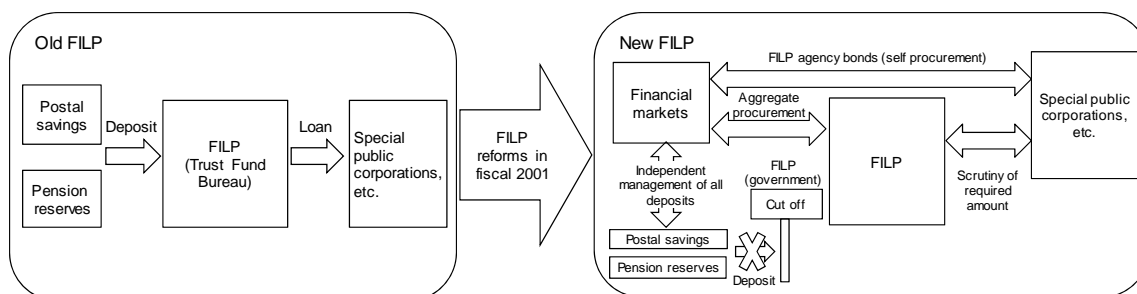 Old FILP
Postal
savings
Pension
reserves
Deposit
FILP
(Trust Fund
Bureau)
Loan
Special
public
corporations,
etc.
FILP
reforms in
fiscal 2001
New FILP
FILP agency bonds (self procurement)
Financial
markets
Aggregate
procurement
Special public
corporations,
etc.
FILP
Independent
management of all
deposits
FILP
(government)
Cut off
Scrutiny of
required
amount
Postal savings
Pension reserves
Deposit